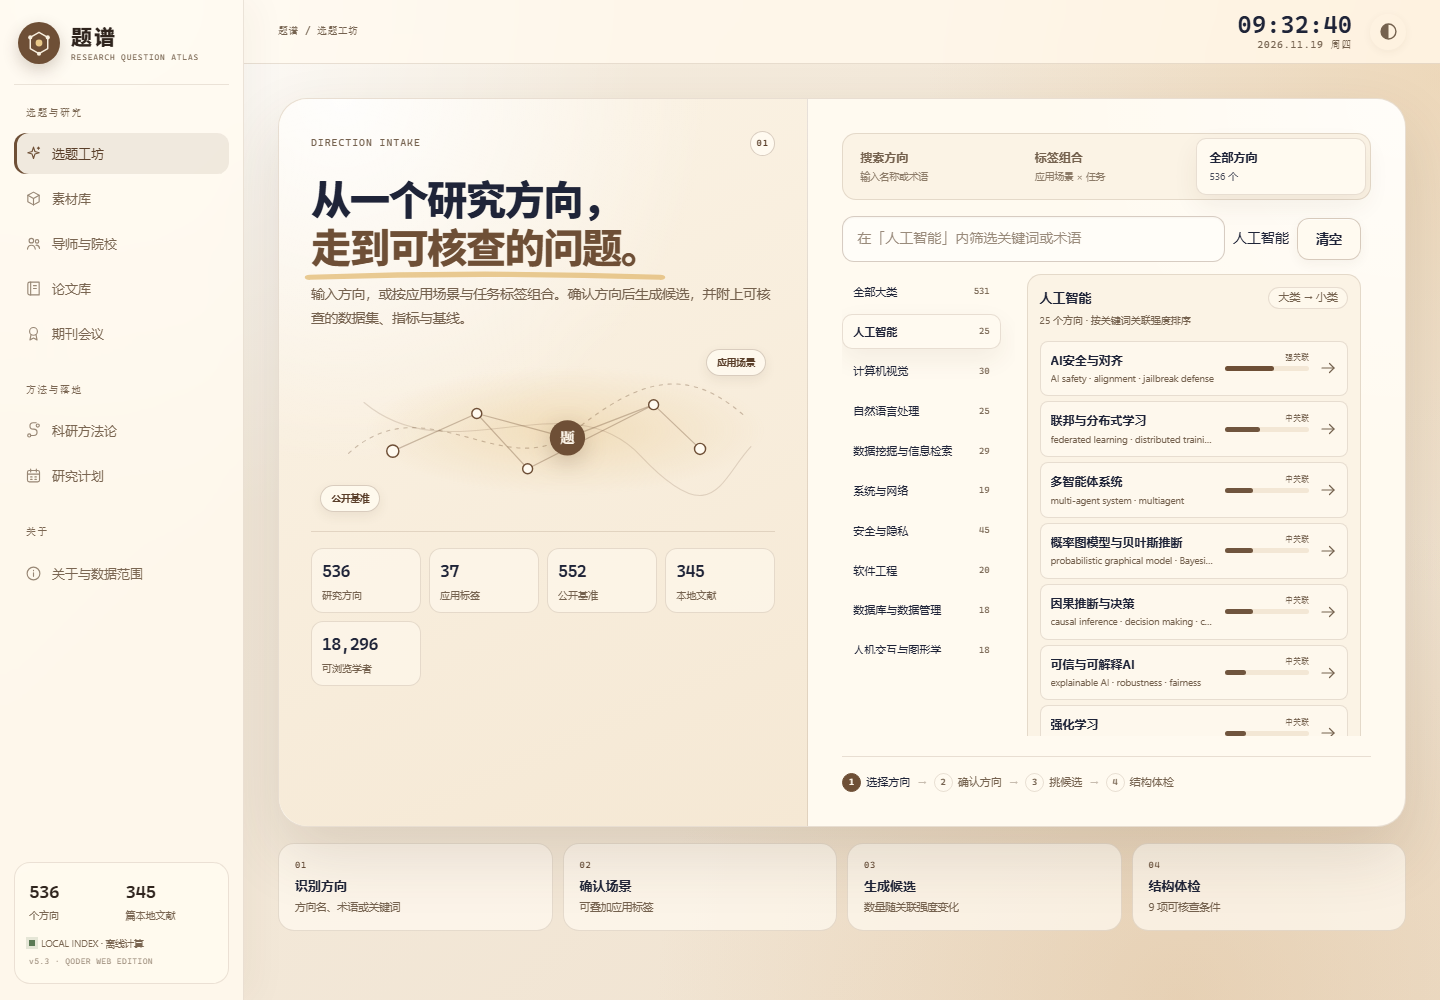 题谱
RESEARCH QUESTION ATLAS
选题与研究
选题工坊
素材库
导师与院校
论文库
期刊会议
方法与落地
科研方法论
研究计划
关于
关于与数据范围
536
个方向
345
篇本地文献
LOCAL INDEX · 离线计算
v5.3 · QODER WEB EDITION
题谱 / 选题工坊
09:32:40
2026.11.19 周四
DIRECTION INTAKE
01
从一个研究方向，
走到可核查的问题。
输入方向，或按应用场景与任务标签组合。确认方向后生成候选，并附上可核
查的数据集、指标与基线。
应用场景
题
公开基准
536
研究方向
37
应用标签
552
公开基准
345
本地文献
18,296
可浏览学者
搜索方向
输入名称或术语
标签组合
应用场景 × 任务
全部方向
536 个
在「人工智能」内筛选关键词或术语
人工智能
清空
全部大类 531
人工智能 25
计算机视觉 30
自然语言处理 25
数据挖掘与信息检索 29
系统与网络 19
安全与隐私 45
软件工程 20
数据库与数据管理 18
人机交互与图形学 18
人工智能
大类 → 小类
25 个方向 · 按关键词关联强度排序
AI安全与对齐
AI safety · alignment · jailbreak defense
强关联
→
联邦与分布式学习
federated learning · distributed traini...
中关联
→
多智能体系统
multi-agent system · multiagent
中关联
→
概率图模型与贝叶斯推断
probabilistic graphical model · Bayesi...
中关联
→
因果推断与决策
causal inference · decision making · c...
中关联
→
可信与可解释AI
explainable AI · robustness · fairness
中关联
→
强化学习
中关联
→
1 选择方向 → 2 确认方向 → 3 挑候选 → 4 结构体检
01
识别方向
方向名、术语或关键词
02
确认场景
可叠加应用标签
03
生成候选
数量随关联强度变化
04
结构体检
9 项可核查条件